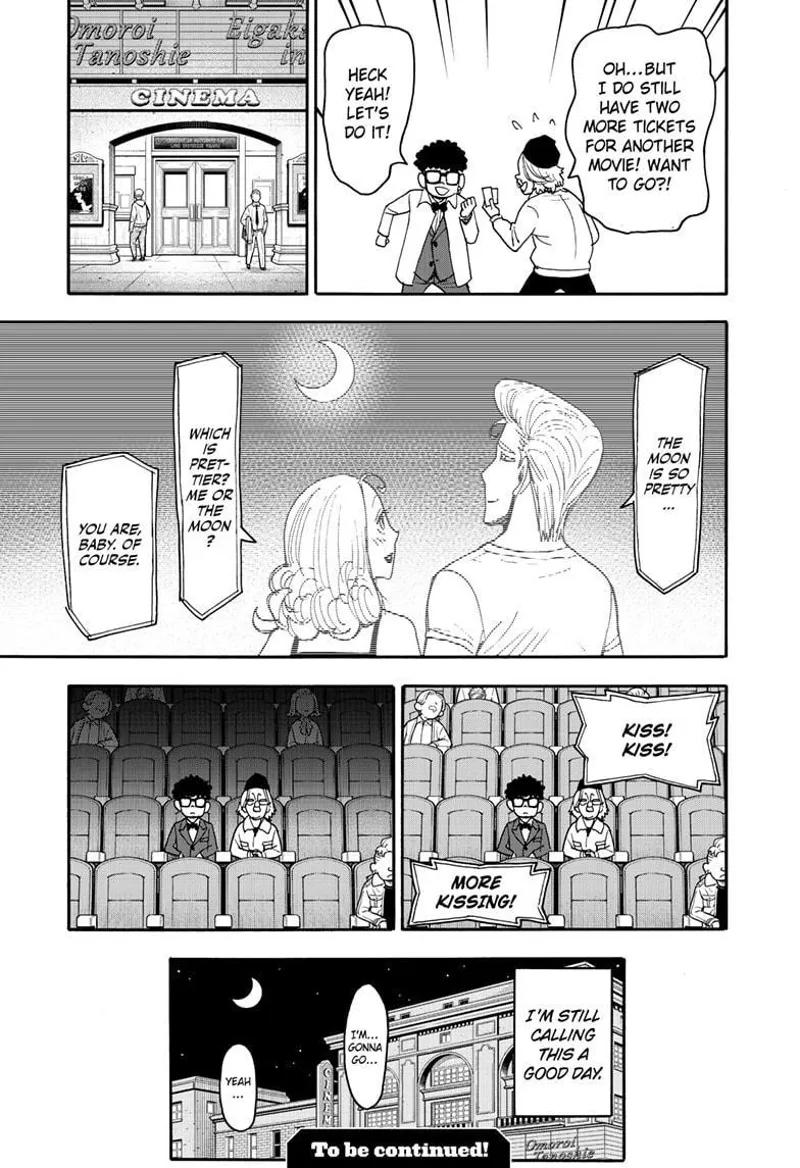 OH...BUT
I DO STILL
HAVE TWO
MORE TICKETS
FOR ANOTHER
MOVIE! WANT
TO GO?!
HECK
YEAH!
LET'S
DO IT!
Omoroi
Tanoshie
Eiga
in
CINEMA
THE
MOON
IS SO
PRETTY
...
WHICH
IS
PRET-
TIER?
ME OR
THE
MOON
?
YOU ARE,
BABY. OF
COURSE.
KISS!
KISS!
MORE
KISSING!
I'M STILL
CALLING
THIS A
GOOD DAY.
I'M...
GONNA
GO...
YEAH
...
CINEM
Omoroi
Tanoshie
To be continued!